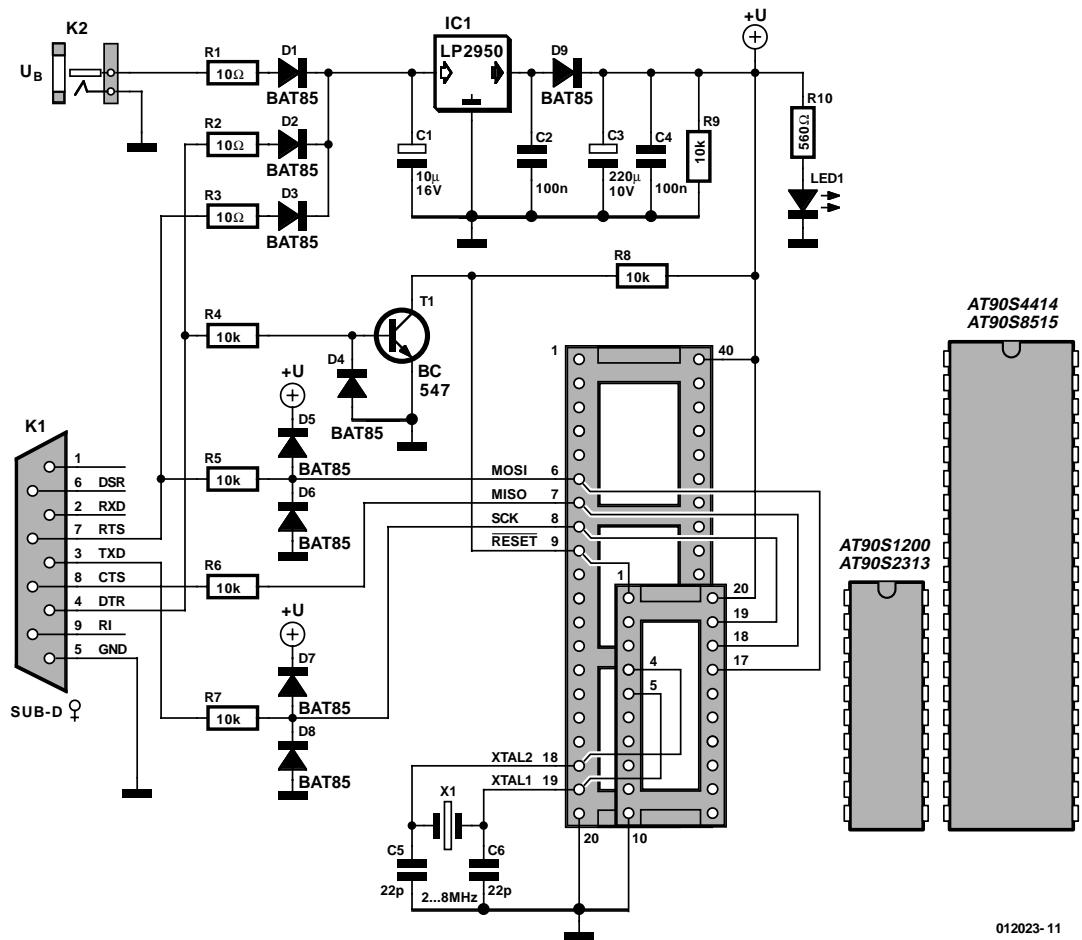 K2
U_B
R1
10Ω
D1
BAT85
R2
10Ω
D2
BAT85
R3
10Ω
D3
BAT85
IC1
LP2950
D9
BAT85
+U
C1
10µ
16V
C2
100n
C3
220µ
10V
C4
100n
R9
10k
R10
560Ω
LED1
R8
10k
R4
10k
T1
BC
547
D4
BAT85
+U
D5
BAT85
D6
BAT85
K1
1
6 DSR
2 RXD
7 RTS
3 TXD
8 CTS
4 DTR
9 RI
5 GND
SUB-D ♀
R5
10k
R6
10k
R7
10k
+U
D7
BAT85
D8
BAT85
1
40
MOSI 6
MISO 7
SCK 8
RESET 9
1
20
19
18
17
4
5
XTAL2 18
XTAL1 19
20
10
X1
C5
22p
C6
22p
2...8MHz
AT90S4414
AT90S8515
AT90S1200
AT90S2313
012023- 11